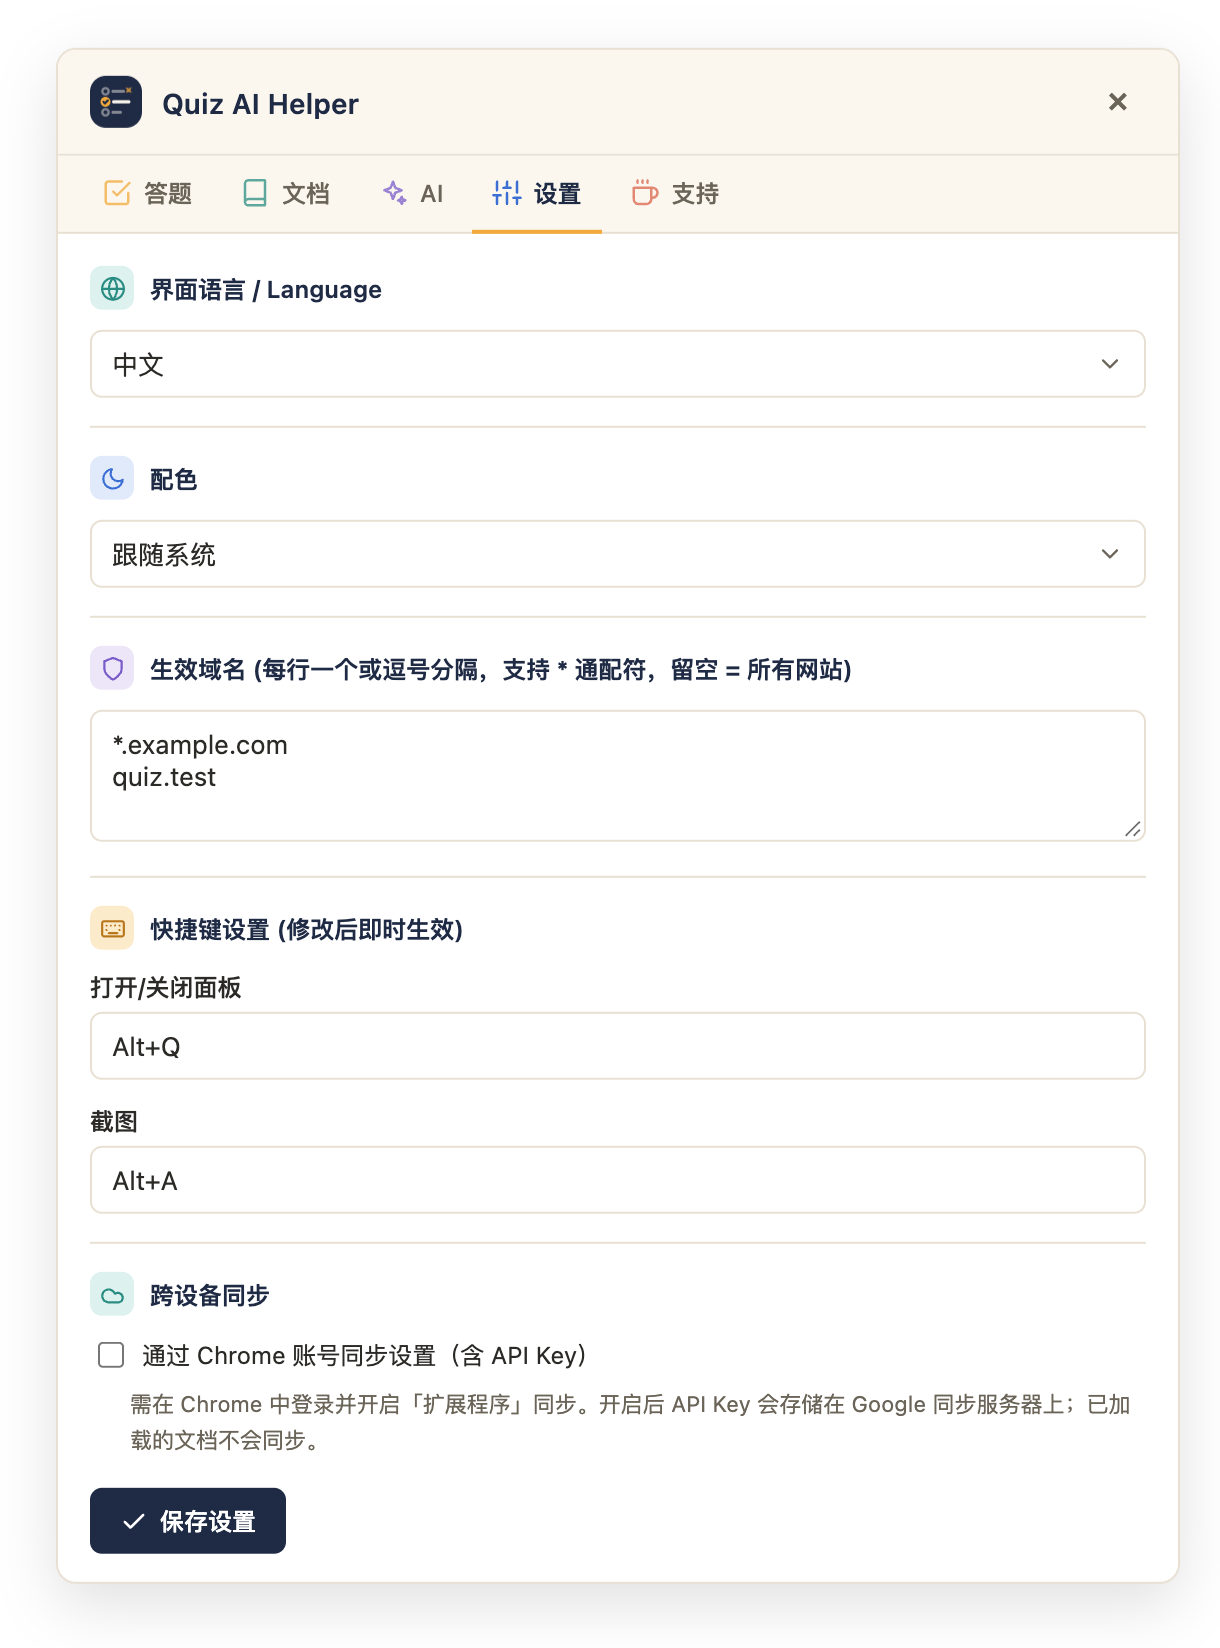 Quiz AI Helper
答题
文档
AI
设置
支持
界面语言 / Language
中文
配色
跟随系统
生效域名 (每行一个或逗号分隔，支持 * 通配符，留空 = 所有网站)
*.example.com
quiz.test
快捷键设置 (修改后即时生效)
打开/关闭面板
Alt+Q
截图
Alt+A
跨设备同步
通过 Chrome 账号同步设置（含 API Key）
需在 Chrome 中登录并开启「扩展程序」同步。开启后 API Key 会存储在 Google 同步服务器上；已加
载的文档不会同步。
保存设置